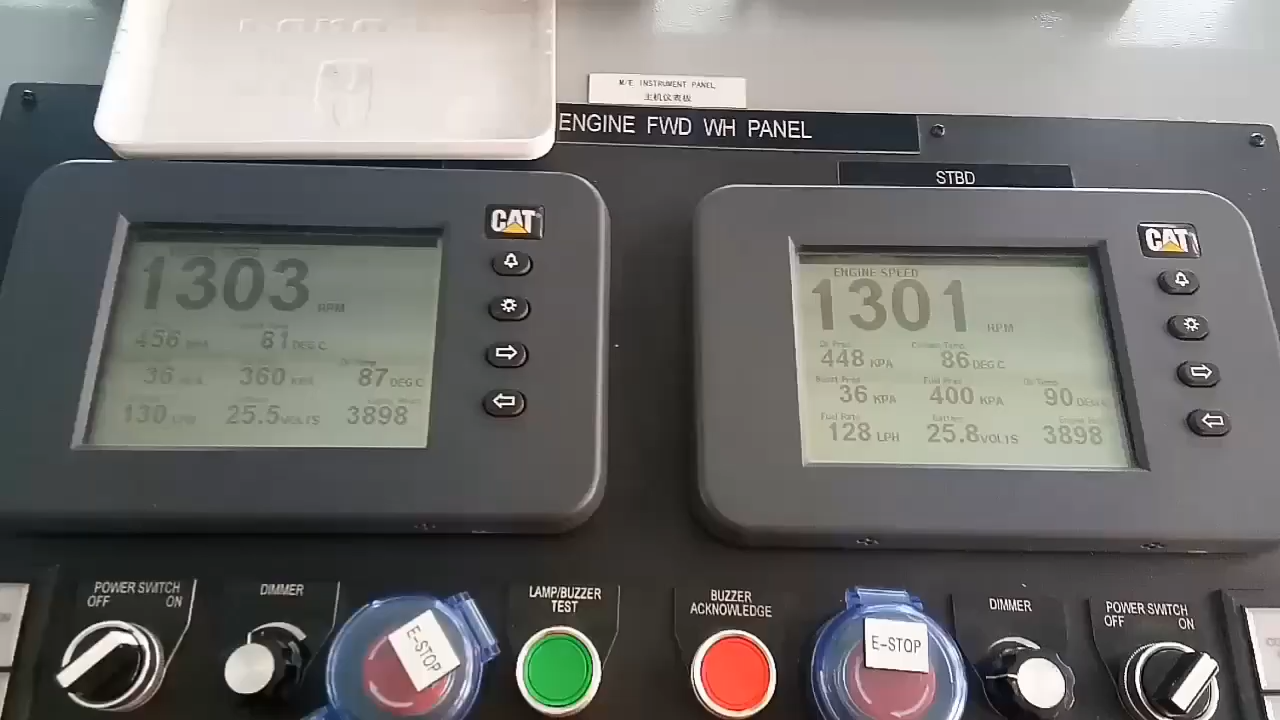 M/E INSTRUMENT PANEL
主机仪表板
ENGINE FWD WH PANEL
STBD
CAT
1303 RPM
456 KPA 81 DEG C
36 KPA 360 KPA 87 DEG C
130 LPH 25.5 VOLTS 3898
CAT
ENGINE SPEED
1301 RPM
Oil Pres Coolant Temp
448 KPA 86 DEG C
Boost Pres Fuel Pres Oil Temp
36 KPA 400 KPA 90 DEG C
Fuel Rate Battery
128 LPH 25.8 VOLTS 3898
POWER SWITCH
OFF ON
DIMMER
E-STOP
LAMP/BUZZER
TEST
BUZZER
ACKNOWLEDGE
E-STOP
DIMMER
POWER SWITCH
OFF ON